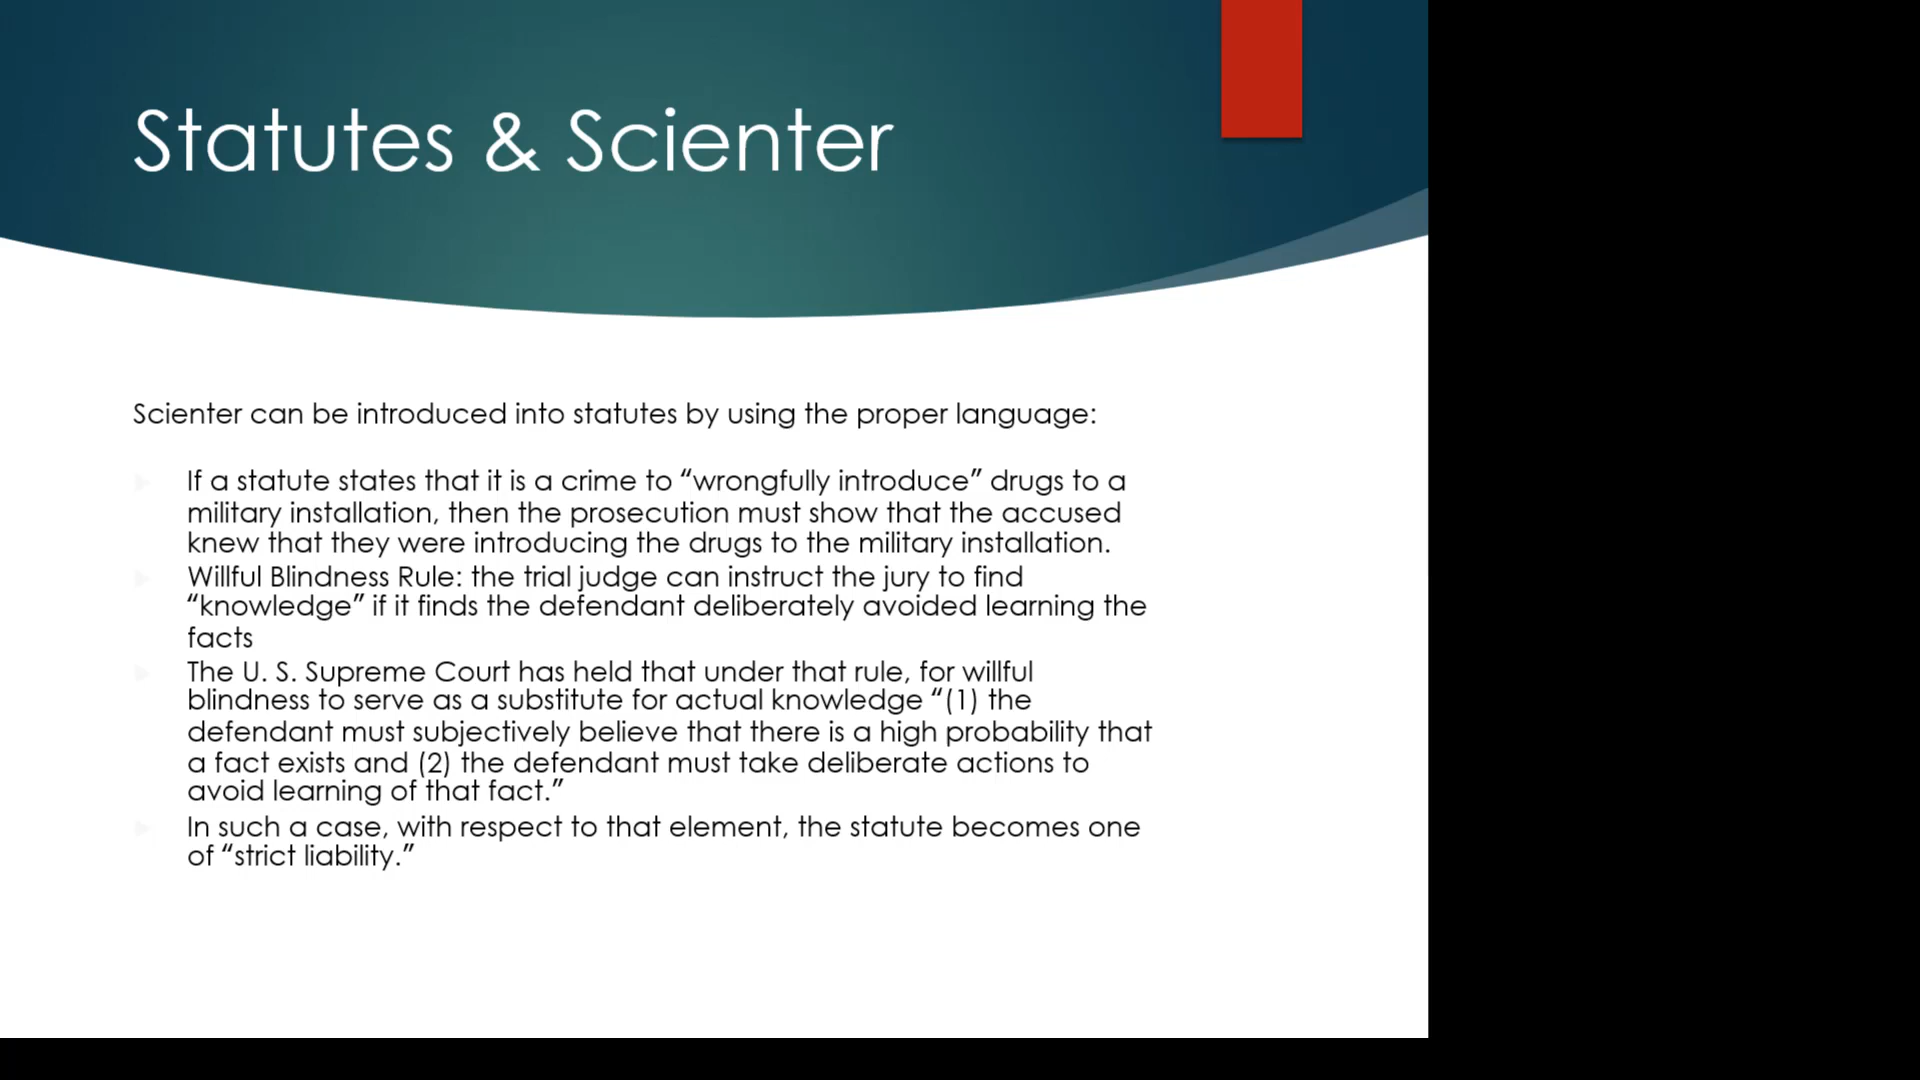 Statutes & Scienter
Scienter can be introduced into statutes by using the proper language:
If a statute states that it is a crime to “wrongfully introduce” drugs to a
military installation, then the prosecution must show that the accused
knew that they were introducing the drugs to the military installation.
Willful Blindness Rule: the trial judge can instruct the jury to find
“knowledge” if it finds the defendant deliberately avoided learning the
facts
The U. S. Supreme Court has held that under that rule, for willful
blindness to serve as a substitute for actual knowledge “(1) the
defendant must subjectively believe that there is a high probability that
a fact exists and (2) the defendant must take deliberate actions to
avoid learning of that fact.”
In such a case, with respect to that element, the statute becomes one
of “strict liability.”